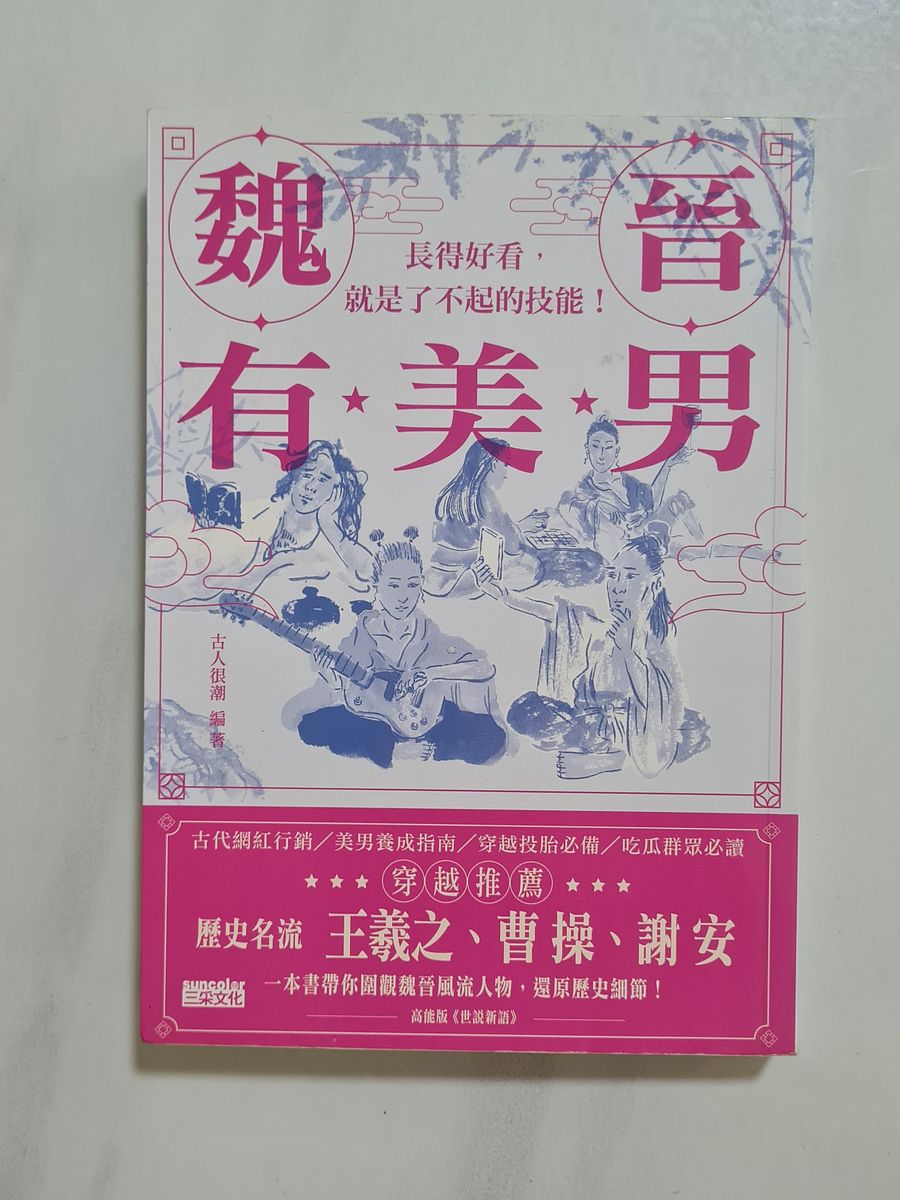 魏晉
長得好看，
就是了不起的技能！
有★美★男
古人很潮 編著
古代網紅行銷／美男養成指南／穿越投胎必備／吃瓜群眾必讀
★★★穿越推薦★★★
歷史名流 王羲之、曹操、謝安
suncolor
三采文化
一本書帶你圍觀魏晉風流人物，還原歷史細節！
高能版《世説新語》